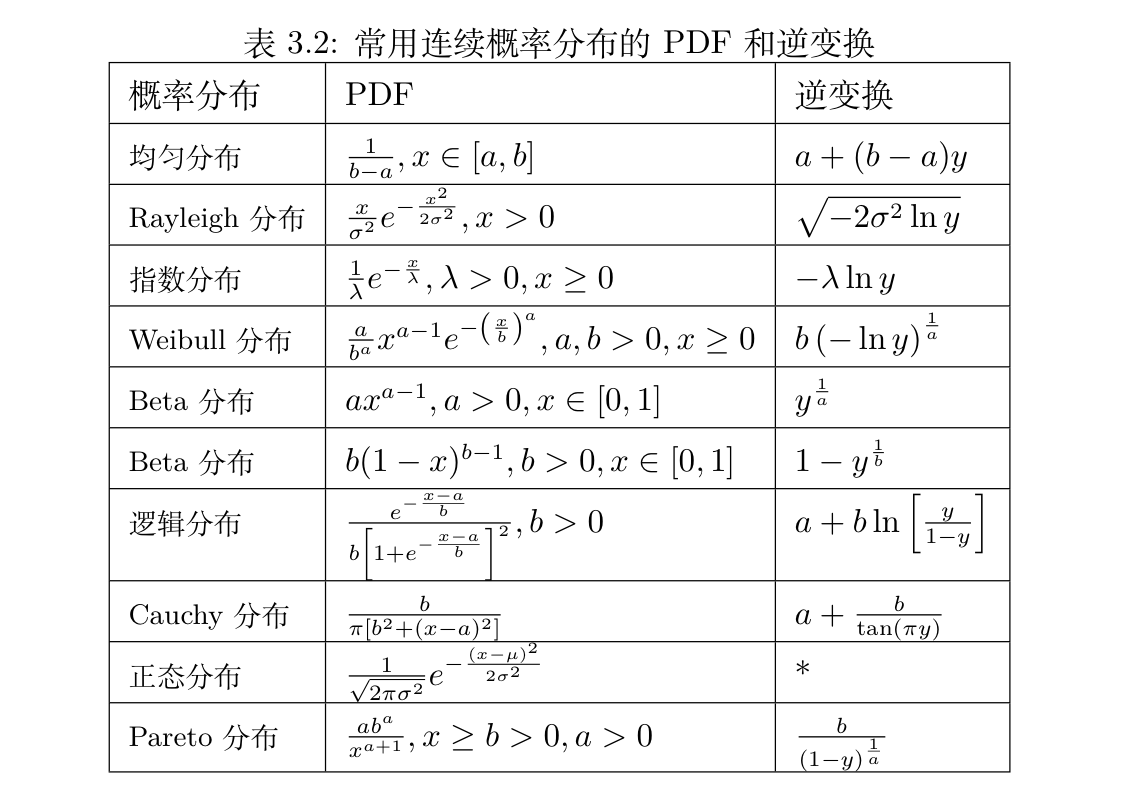 表 3.2: 常用连续概率分布的 PDF 和逆变换
概率分布 PDF 逆变换
均匀分布 $\frac{1}{b-a}, x \in [a, b]$ $a + (b - a)y$
Rayleigh 分布 $\frac{x}{\sigma^2} e^{-\frac{x^2}{2\sigma^2}}, x > 0$ $\sqrt{-2\sigma^2 \ln y}$
指数分布 $\frac{1}{\lambda} e^{-\frac{x}{\lambda}}, \lambda > 0, x \geq 0$ $-\lambda \ln y$
Weibull 分布 $\frac{a}{b^a} x^{a-1} e^{-\left(\frac{x}{b}\right)^a}, a, b > 0, x \geq 0$ $b \left(-\ln y\right)^{\frac{1}{a}}$
Beta 分布 $ax^{a-1}, a > 0, x \in [0, 1]$ $y^{\frac{1}{a}}$
Beta 分布 $b(1 - x)^{b-1}, b > 0, x \in [0, 1]$ $1 - y^{\frac{1}{b}}$
逻辑分布 $\frac{e^{-\frac{x-a}{b}}}{b\left[1+e^{-\frac{x-a}{b}}\right]^2}, b > 0$ $a + b \ln \left[\frac{y}{1-y}\right]$
Cauchy 分布 $\frac{b}{\pi[b^2+(x-a)^2]}$ $a + \frac{b}{\tan(\pi y)}$
正态分布 $\frac{1}{\sqrt{2\pi\sigma^2}} e^{-\frac{(x-\mu)^2}{2\sigma^2}}$ *
Pareto 分布 $\frac{ab^a}{x^{a+1}}, x \geq b > 0, a > 0$ $\frac{b}{(1-y)^{\frac{1}{a}}}$